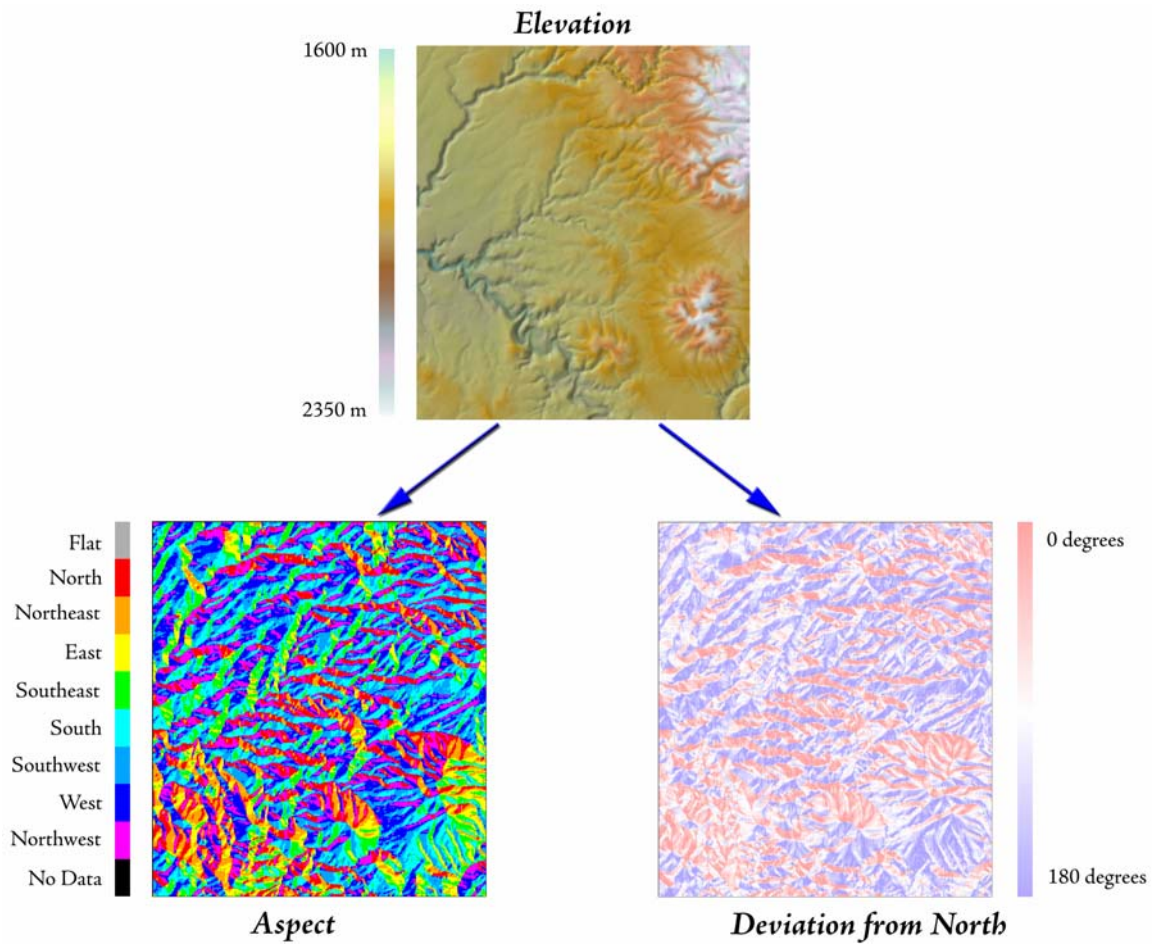 Elevation
1600 m
2350 m
Flat
North
Northeast
East
Southeast
South
Southwest
West
Northwest
No Data
Aspect
0 degrees
180 degrees
Deviation from North